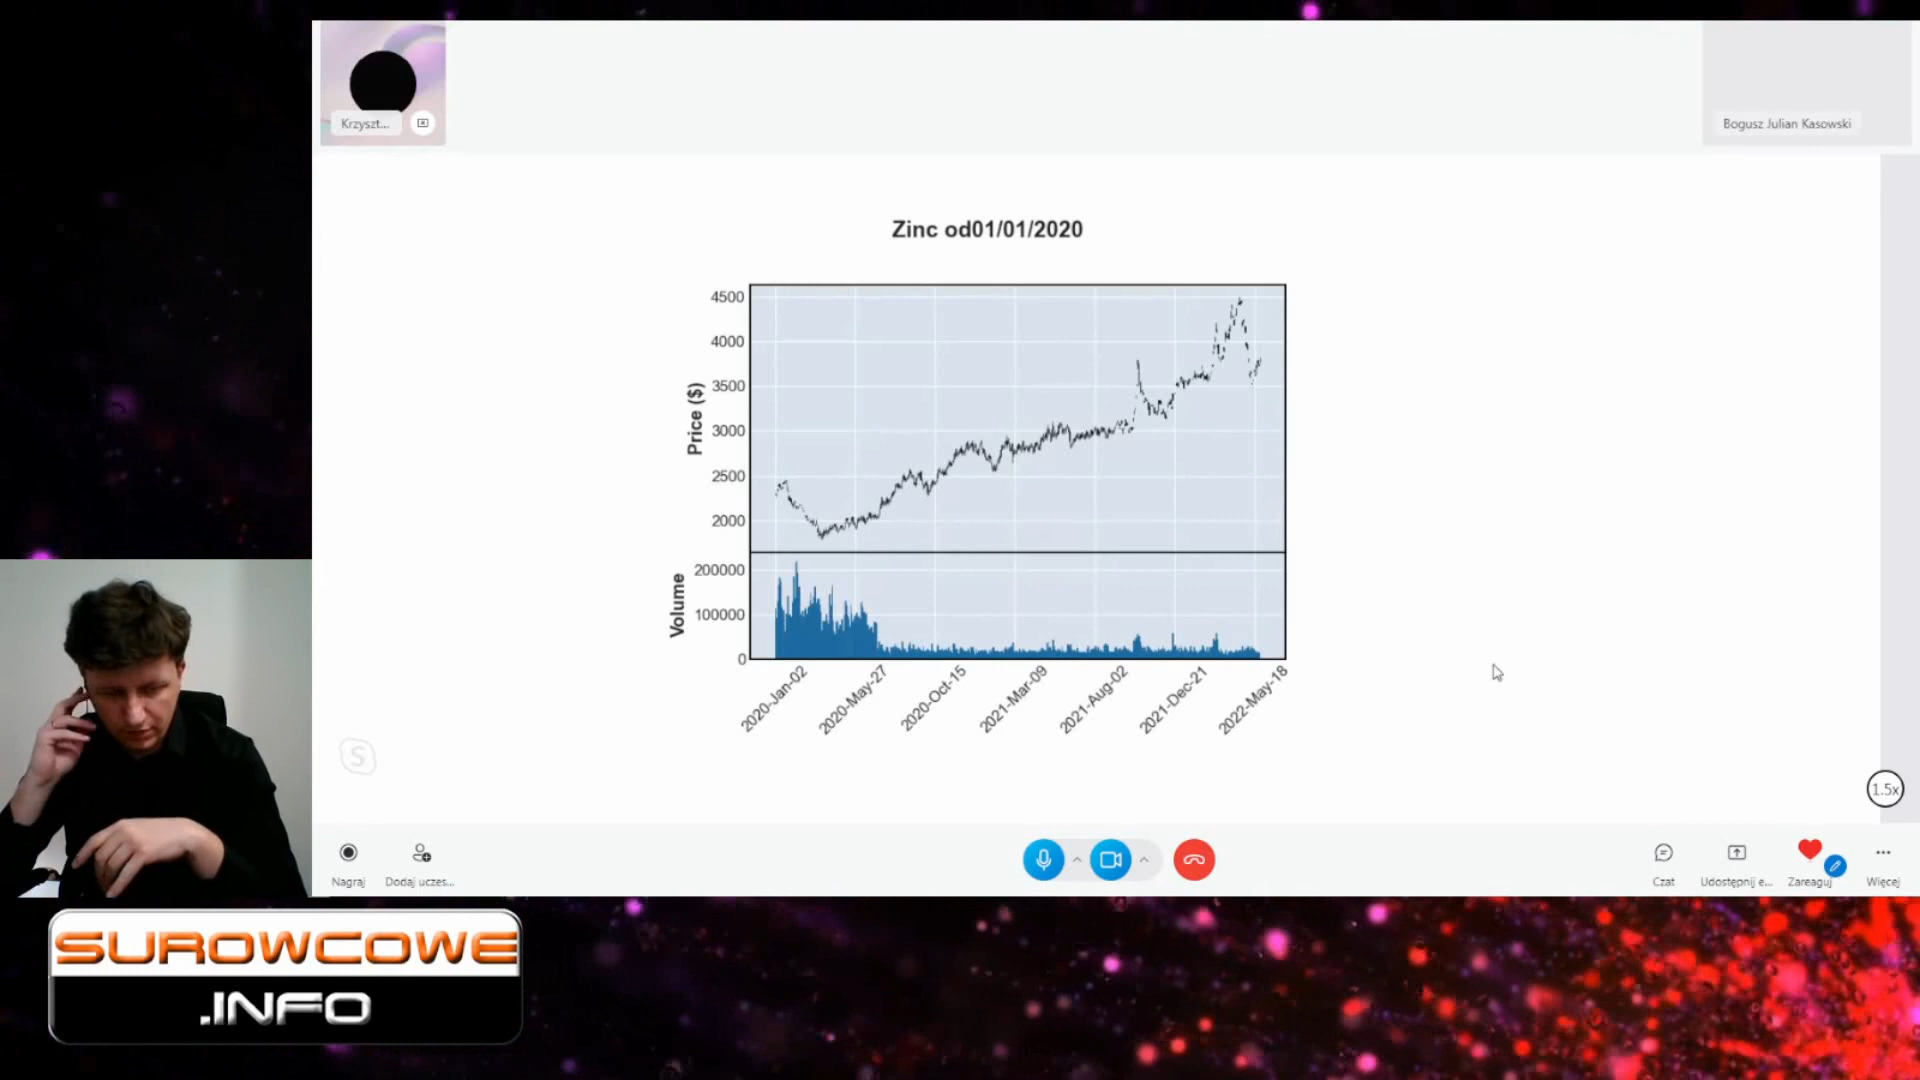 Krzyszt...
Bogusz Julian Kasowski
Zinc od01/01/2020
4500
4000
3500
3000
2500
2000
Price ($)
200000
100000
0
Volume
2020-Jan-02
2020-May-27
2020-Oct-15
2021-Mar-09
2021-Aug-02
2021-Dec-21
2022-May-18
S
1.5x
Nagraj
Dodaj uczes...
Czat
Udostępnij e...
Zareaguj
Więcej
SUROWCOWE
.INFO